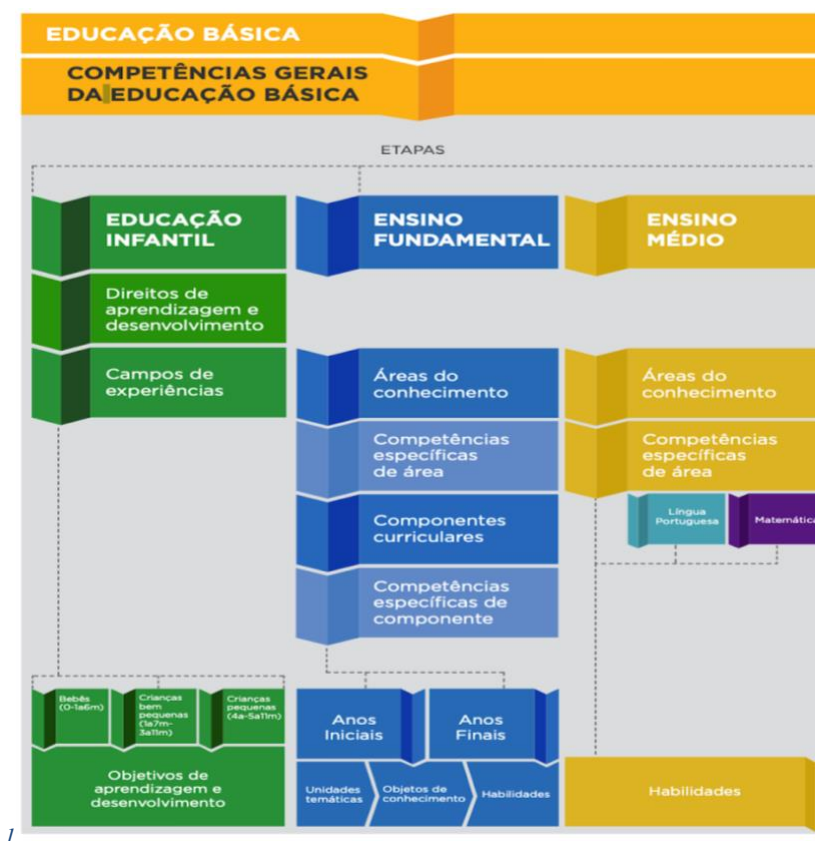 EDUCAÇÃO BÁSICA
COMPETÊNCIAS GERAIS
DA EDUCAÇÃO BÁSICA
ETAPAS
EDUCAÇÃO
INFANTIL
Direitos de
aprendizagem e
desenvolvimento
Campos de
experiências
Bebês
(0-1a6m)
Crianças
bem
pequenas
(1a7m-
3a11m)
Crianças
pequenas
(4a-5a11m)
Objetivos de
aprendizagem e
desenvolvimento
ENSINO
FUNDAMENTAL
Áreas do
conhecimento
Competências
específicas
de área
Componentes
curriculares
Competências
específicas de
componente
Anos
Iniciais
Anos
Finais
Unidades
temáticas
Objetos de
conhecimento
Habilidades
ENSINO
MÉDIO
Áreas do
conhecimento
Competências
específicas
de área
Língua
Portuguesa
Matemática
Habilidades
1